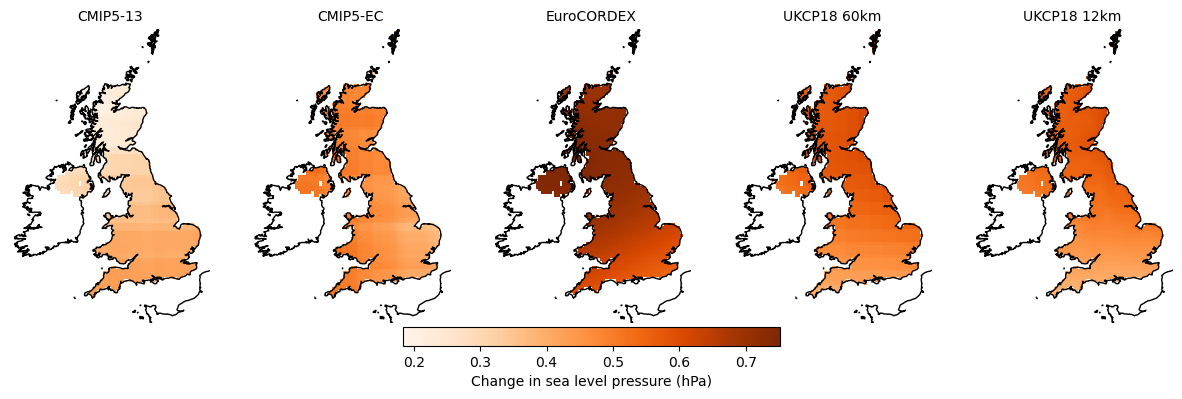 CMIP5-13
CMIP5-EC
EuroCORDEX
UKCP18 60km
UKCP18 12km
0.2 0.3 0.4 0.5 0.6 0.7
Change in sea level pressure (hPa)